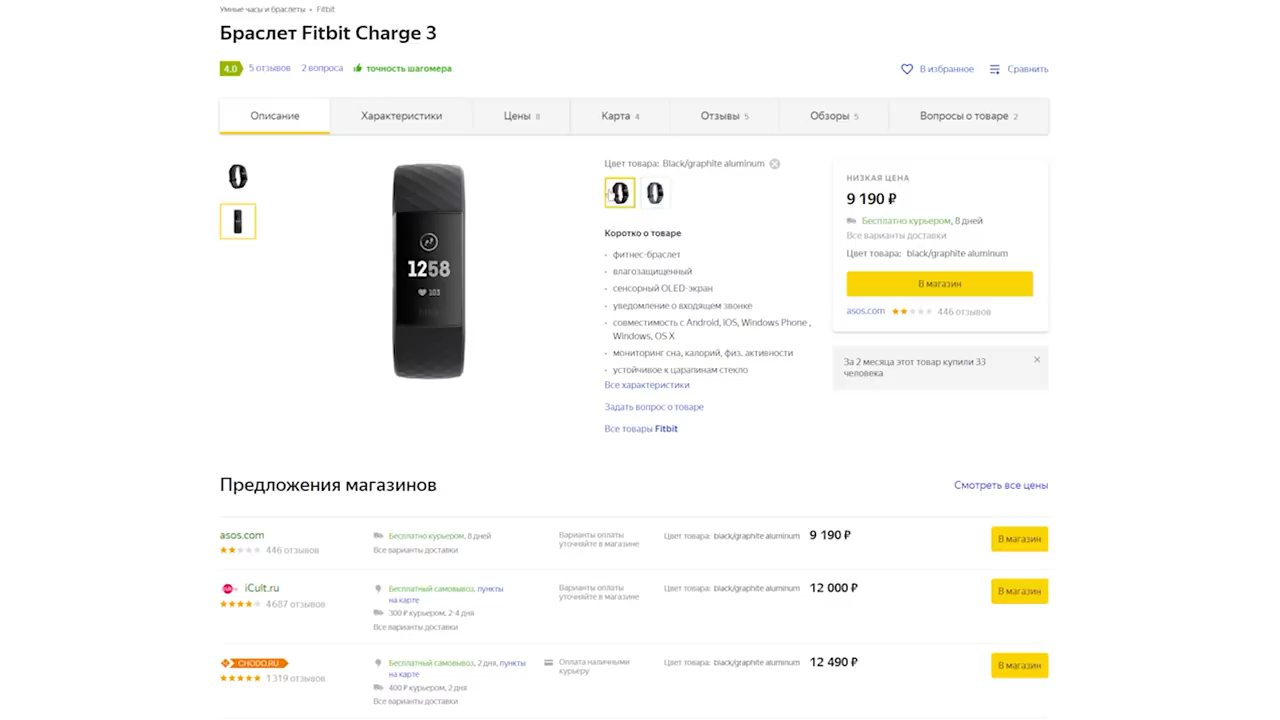 Умные часы и браслеты • Fitbit
Браслет Fitbit Charge 3
4.0 5 отзывов 2 вопроса точность шагомера
В избранное Сравнить
Описание Характеристики Цены 8 Карта 4 Отзывы 5 Обзоры 5 Вопросы о товаре 2
1258
103
Цвет товара: Black/graphite aluminum
Коротко о товаре
фитнес-браслет
влагозащищенный
сенсорный OLED-экран
уведомление о входящем звонке
совместимость с Android, iOS, Windows Phone ,
Windows, OS X
мониторинг сна, калорий, физ. активности
устойчивое к царапинам стекло
Все характеристики
Задать вопрос о товаре
Все товары Fitbit
НИЗКАЯ ЦЕНА
9 190 ₽
Бесплатно курьером, 8 дней
Все варианты доставки
Цвет товара: black/graphite aluminum
В магазин
asos.com 446 отзывов
За 2 месяца этот товар купили 33
человека
Предложения магазинов
Смотреть все цены
asos.com
446 отзывов
Бесплатно курьером, 8 дней
Все варианты доставки
Варианты оплаты
уточняйте в магазине
Цвет товара: black/graphite aluminum
9 190 ₽
В магазин
iCult.ru
4687 отзывов
Бесплатный самовывоз, пункты
на карте
300 ₽ курьером, 2-4 дня
Все варианты доставки
Варианты оплаты
уточняйте в магазине
Цвет товара: black/graphite aluminum
12 000 ₽
В магазин
CHODO.RU
1319 отзывов
Бесплатный самовывоз, 2 дня, пункты
на карте
400 ₽ курьером, 2 дня
Все варианты доставки
Оплата наличными
курьеру
Цвет товара: black/graphite aluminum
12 490 ₽
В магазин